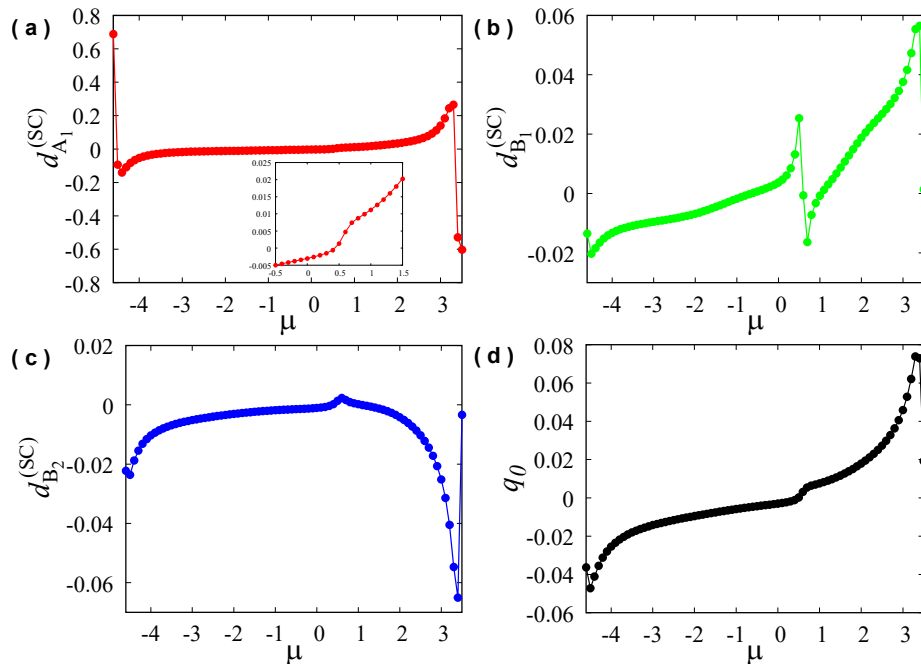 (a)
0.8
0.6
0.4
0.2
0
-0.2
-0.4
-0.6
-0.8
d_{A_1}^{(SC)}
-4 -3 -2 -1 0 1 2 3
μ
0.025
0.02
0.015
0.01
0.005
0
-0.005
-0.5 0 0.5 1 1.5
(b)
0.06
0.04
0.02
0
-0.02
d_{B_1}^{(SC)}
-4 -3 -2 -1 0 1 2 3
μ
(c)
0.02
0
-0.02
-0.04
-0.06
d_{B_2}^{(SC)}
-4 -3 -2 -1 0 1 2 3
μ
(d)
0.08
0.06
0.04
0.02
0
-0.02
-0.04
-0.06
q_0
-4 -3 -2 -1 0 1 2 3
μ